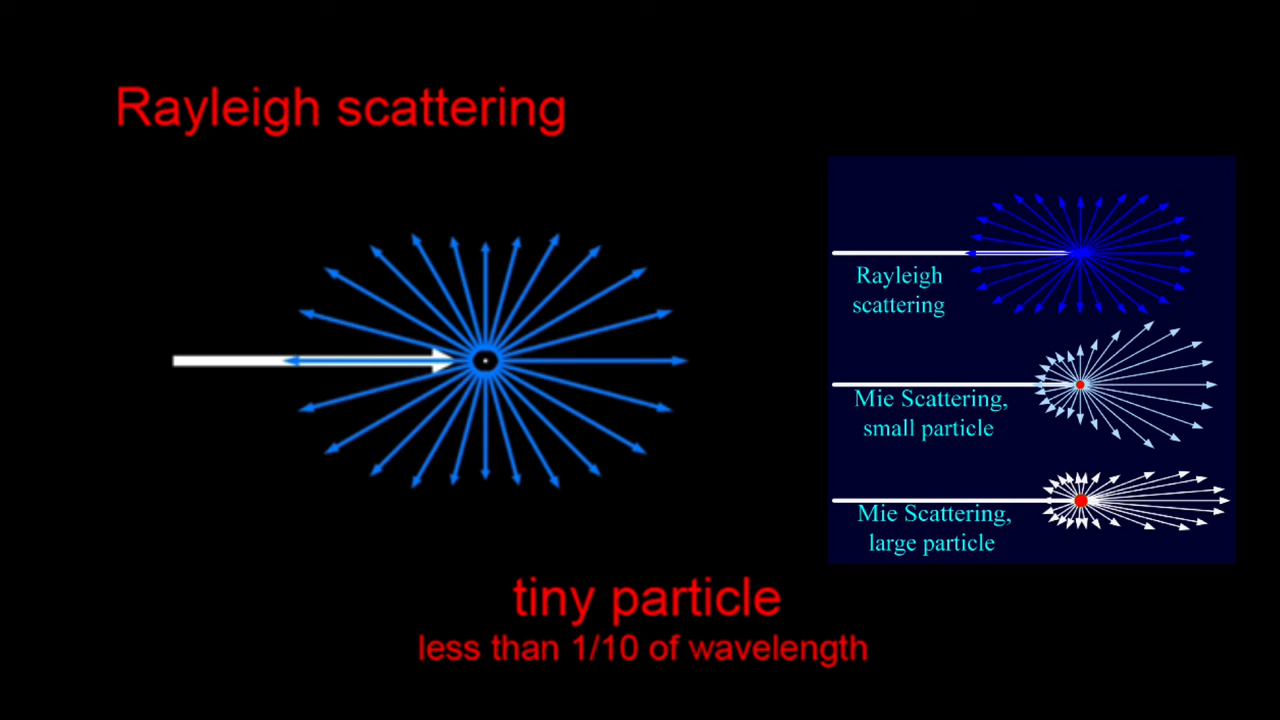 Rayleigh scattering
Rayleigh
scattering
Mie Scattering,
small particle
Mie Scattering,
large particle
tiny particle
less than 1/10 of wavelength